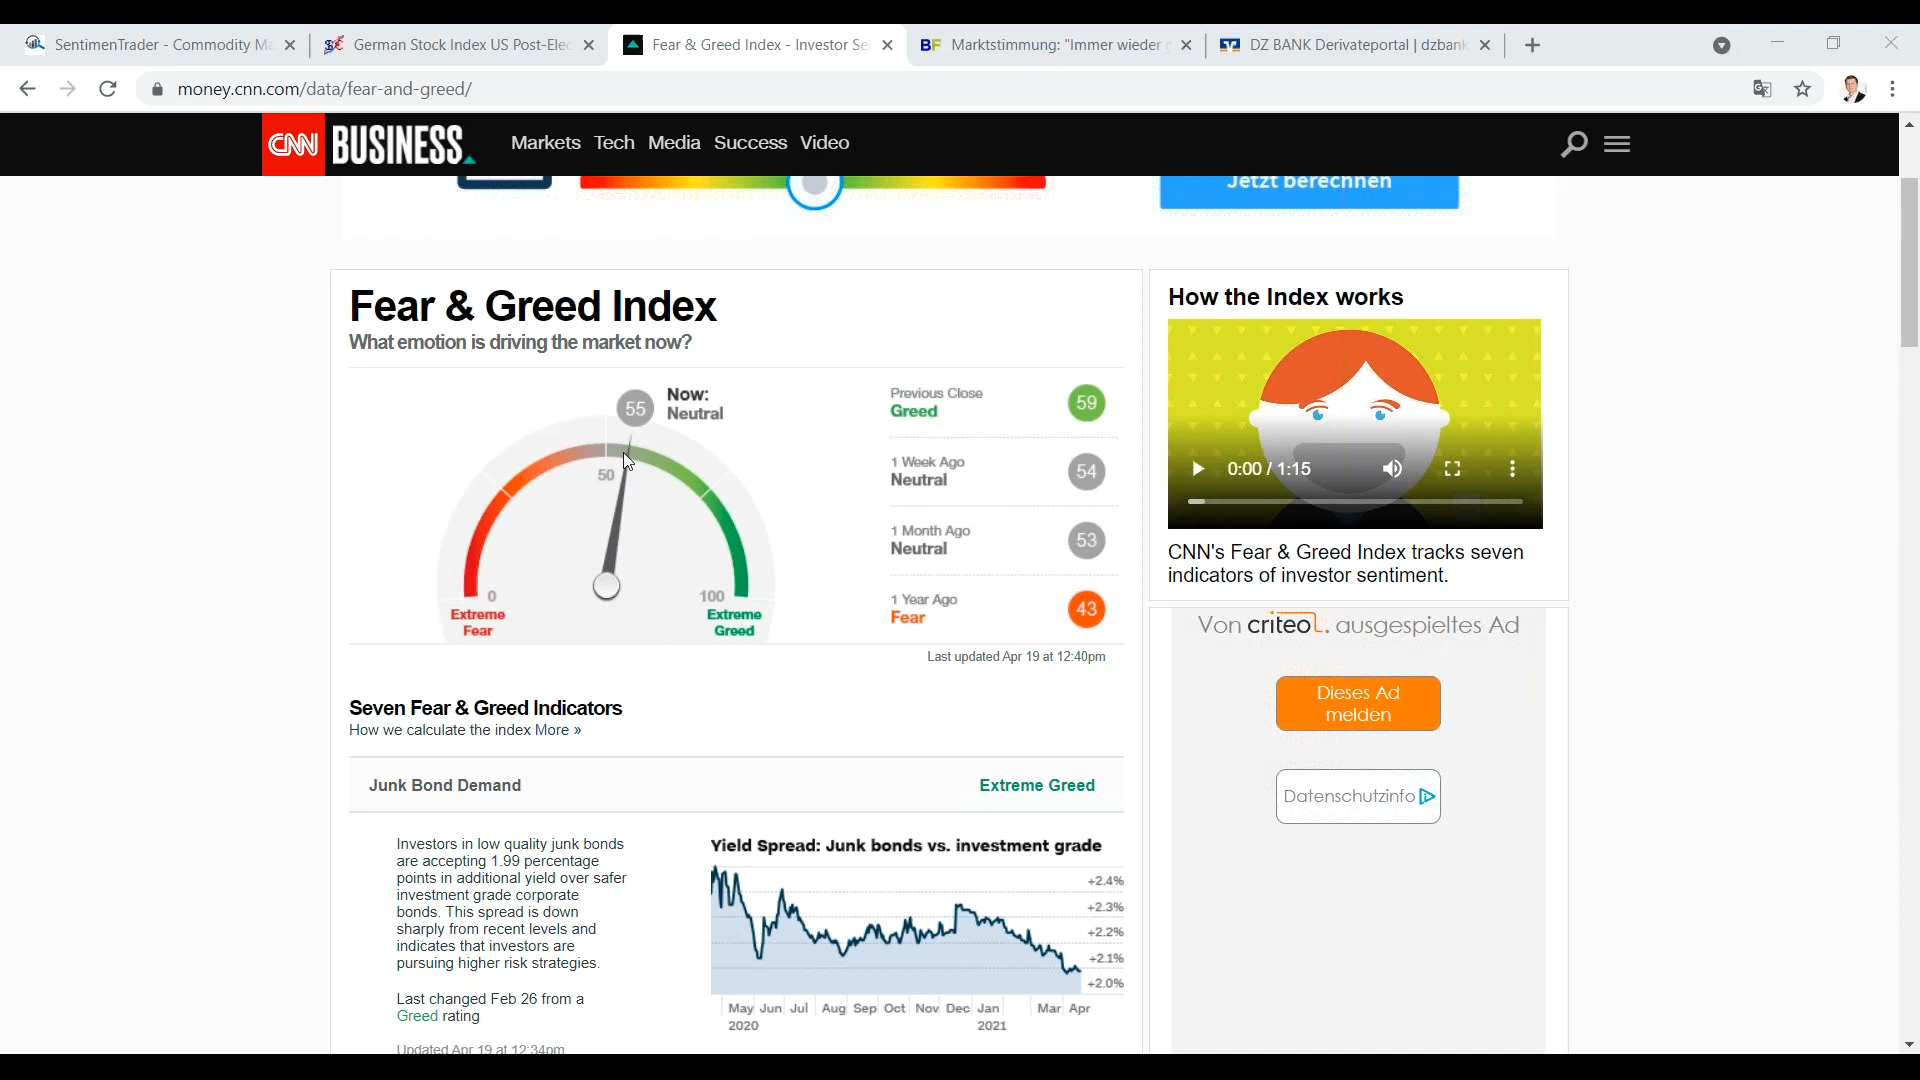 SentimenTrader - Commodity M
German Stock Index US Post-Elec
Fear & Greed Index - Investor Se
BF Marktstimmung: "Immer wieder g
DZ BANK Derivateportal | dzbank
money.cnn.com/data/fear-and-greed/
CNN BUSINESS
Markets Tech Media Success Video
Jetzt berechnen
Fear & Greed Index
What emotion is driving the market now?
55
Now:
Neutral
50
0
100
Extreme
Fear
Extreme
Greed
Previous Close
Greed
59
1 Week Ago
Neutral
54
1 Month Ago
Neutral
53
1 Year Ago
Fear
43
Last updated Apr 19 at 12:40pm
Seven Fear & Greed Indicators
How we calculate the index More »
Junk Bond Demand
Extreme Greed
Investors in low quality junk bonds
are accepting 1.99 percentage
points in additional yield over safer
investment grade corporate
bonds. This spread is down
sharply from recent levels and
indicates that investors are
pursuing higher risk strategies.
Last changed Feb 26 from a
Greed rating
Updated Apr 19 at 12:34pm
Yield Spread: Junk bonds vs. investment grade
+2.4%
+2.3%
+2.2%
+2.1%
+2.0%
May Jun Jul Aug Sep Oct Nov Dec Jan Mar Apr
2020 2021
How the Index works
0:00 / 1:15
CNN's Fear & Greed Index tracks seven
indicators of investor sentiment.
Von criteo. ausgespieltes Ad
Dieses Ad
melden
Datenschutzinfo